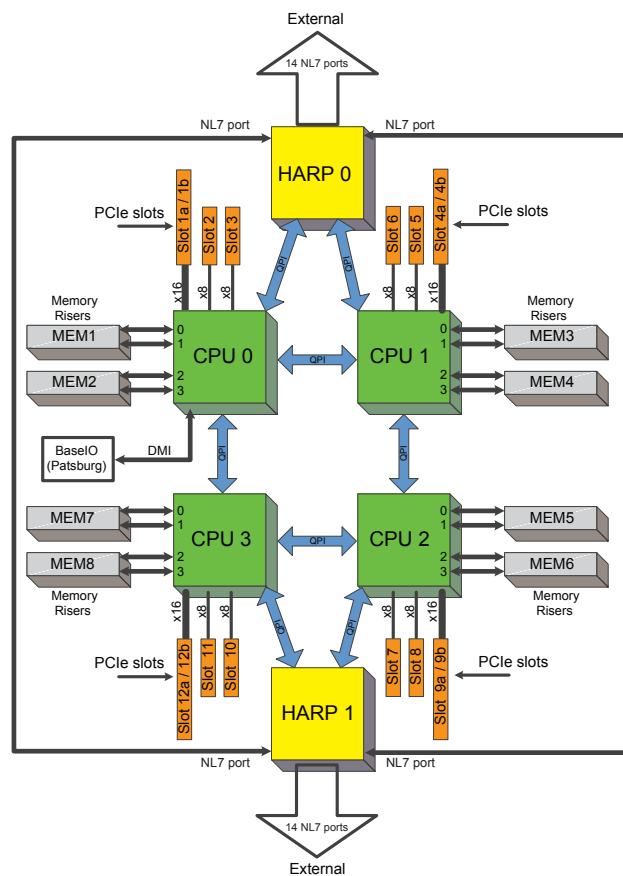 External
14 NL7 ports
NL7 port
NL7 port
HARP 0
PCIe slots
Slot 1a / 1b
Slot 2
Slot 3
Slot 6
Slot 5
Slot 4a / 4b
PCIe slots
QPI
QPI
x16
x8
x8
x8
x8
x16
Memory
Risers
MEM1
MEM2
0
1
2
3
CPU 0
QPI
CPU 1
0
1
2
3
Memory
Risers
MEM3
MEM4
BaseIO
(Patsburg)
DMI
QPI
QPI
MEM7
MEM8
Memory
Risers
0
1
2
3
CPU 3
QPI
CPU 2
0
1
2
3
MEM5
MEM6
Memory
Risers
x16
x8
x8
x8
x8
x16
QPI
QPI
PCIe slots
Slot 12a / 12b
Slot 11
Slot 10
Slot 7
Slot 8
Slot 9a / 9b
PCIe slots
HARP 1
NL7 port
NL7 port
14 NL7 ports
External